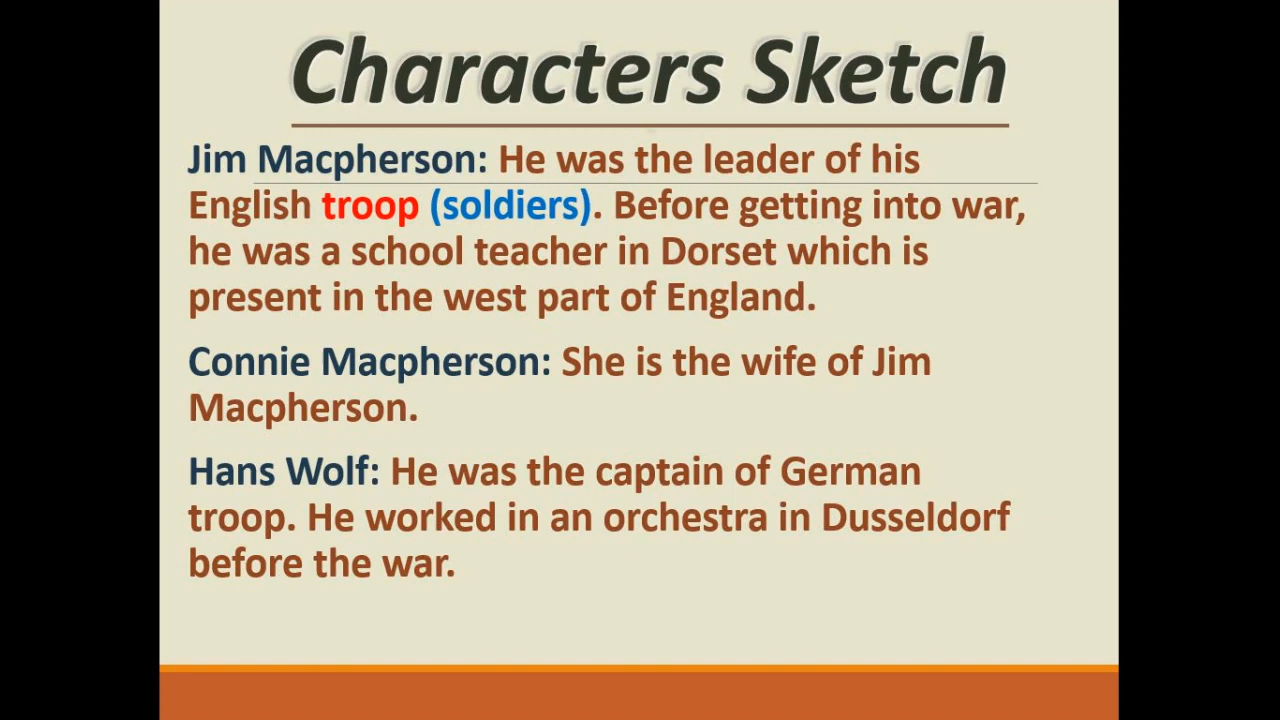 Characters Sketch
Jim Macpherson: He was the leader of his
English troop (soldiers). Before getting into war,
he was a school teacher in Dorset which is
present in the west part of England.
Connie Macpherson: She is the wife of Jim
Macpherson.
Hans Wolf: He was the captain of German
troop. He worked in an orchestra in Dusseldorf
before the war.